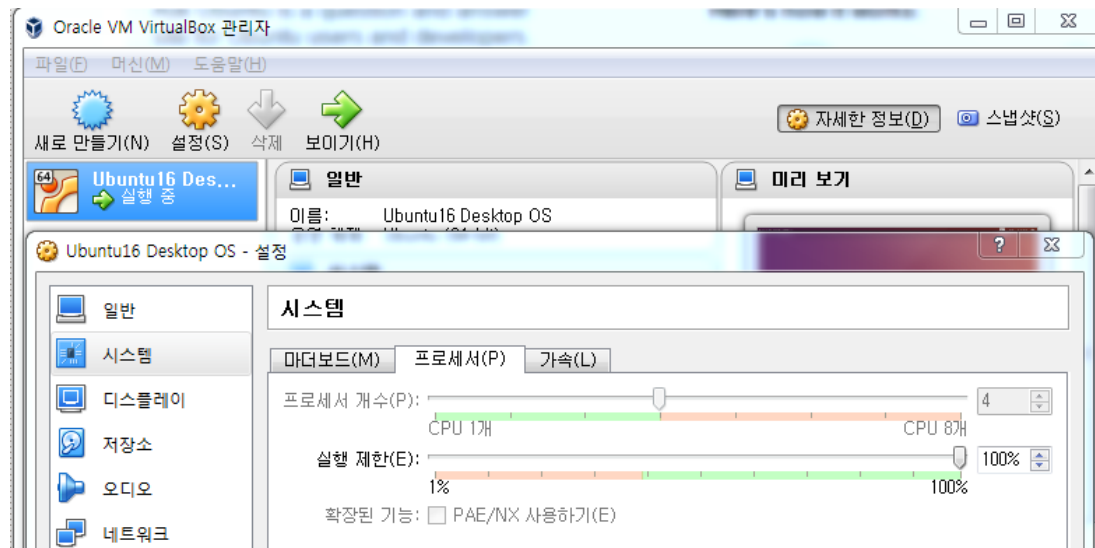 Oracle VM VirtualBox 관리자
파일(F) 머신(M) 도움말(H)
새로 만들기(N) 설정(S) 삭제 보이기(H) 자세한 정보(D) 스냅샷(S)
64 Ubuntu16 Des...
실행 중
일반
미리 보기
이름: Ubuntu16 Desktop OS
Ubuntu16 Desktop OS - 설정
일반
시스템
디스플레이
저장소
오디오
네트워크
시스템
마더보드(M) 프로세서(P) 가속(L)
프로세서 개수(P): 4
CPU 1개 CPU 8개
실행 제한(E): 100%
1% 100%
확장된 기능: PAE/NX 사용하기(E)